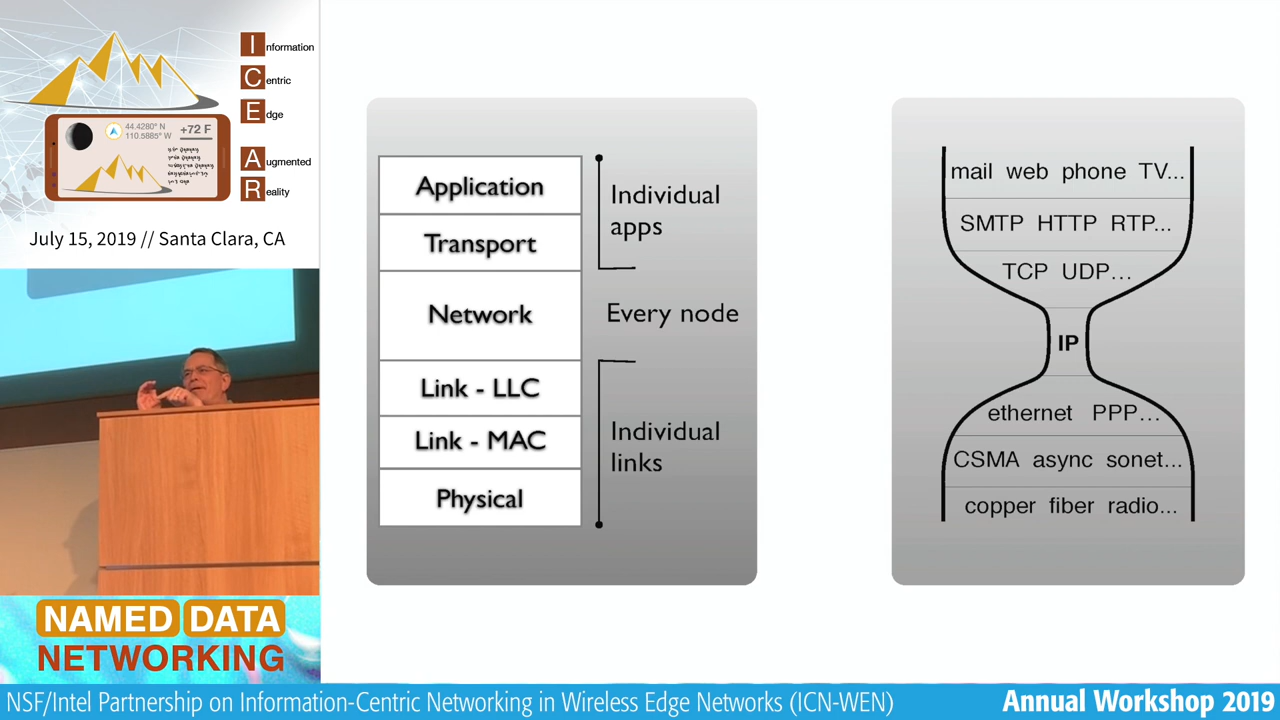 Information
Centric
Edge
Augmented
Reality
44.4280° N
110.5885° W
+72 F
July 15, 2019 // Santa Clara, CA
NAMED DATA
NETWORKING
Application
Transport
Network
Link - LLC
Link - MAC
Physical
Individual
apps
Every node
Individual
links
mail web phone TV...
SMTP HTTP RTP...
TCP UDP...
IP
ethernet PPP...
CSMA async sonet...
copper fiber radio...
NSF/Intel Partnership on Information-Centric Networking in Wireless Edge Networks (ICN-WEN)
Annual Workshop 2019